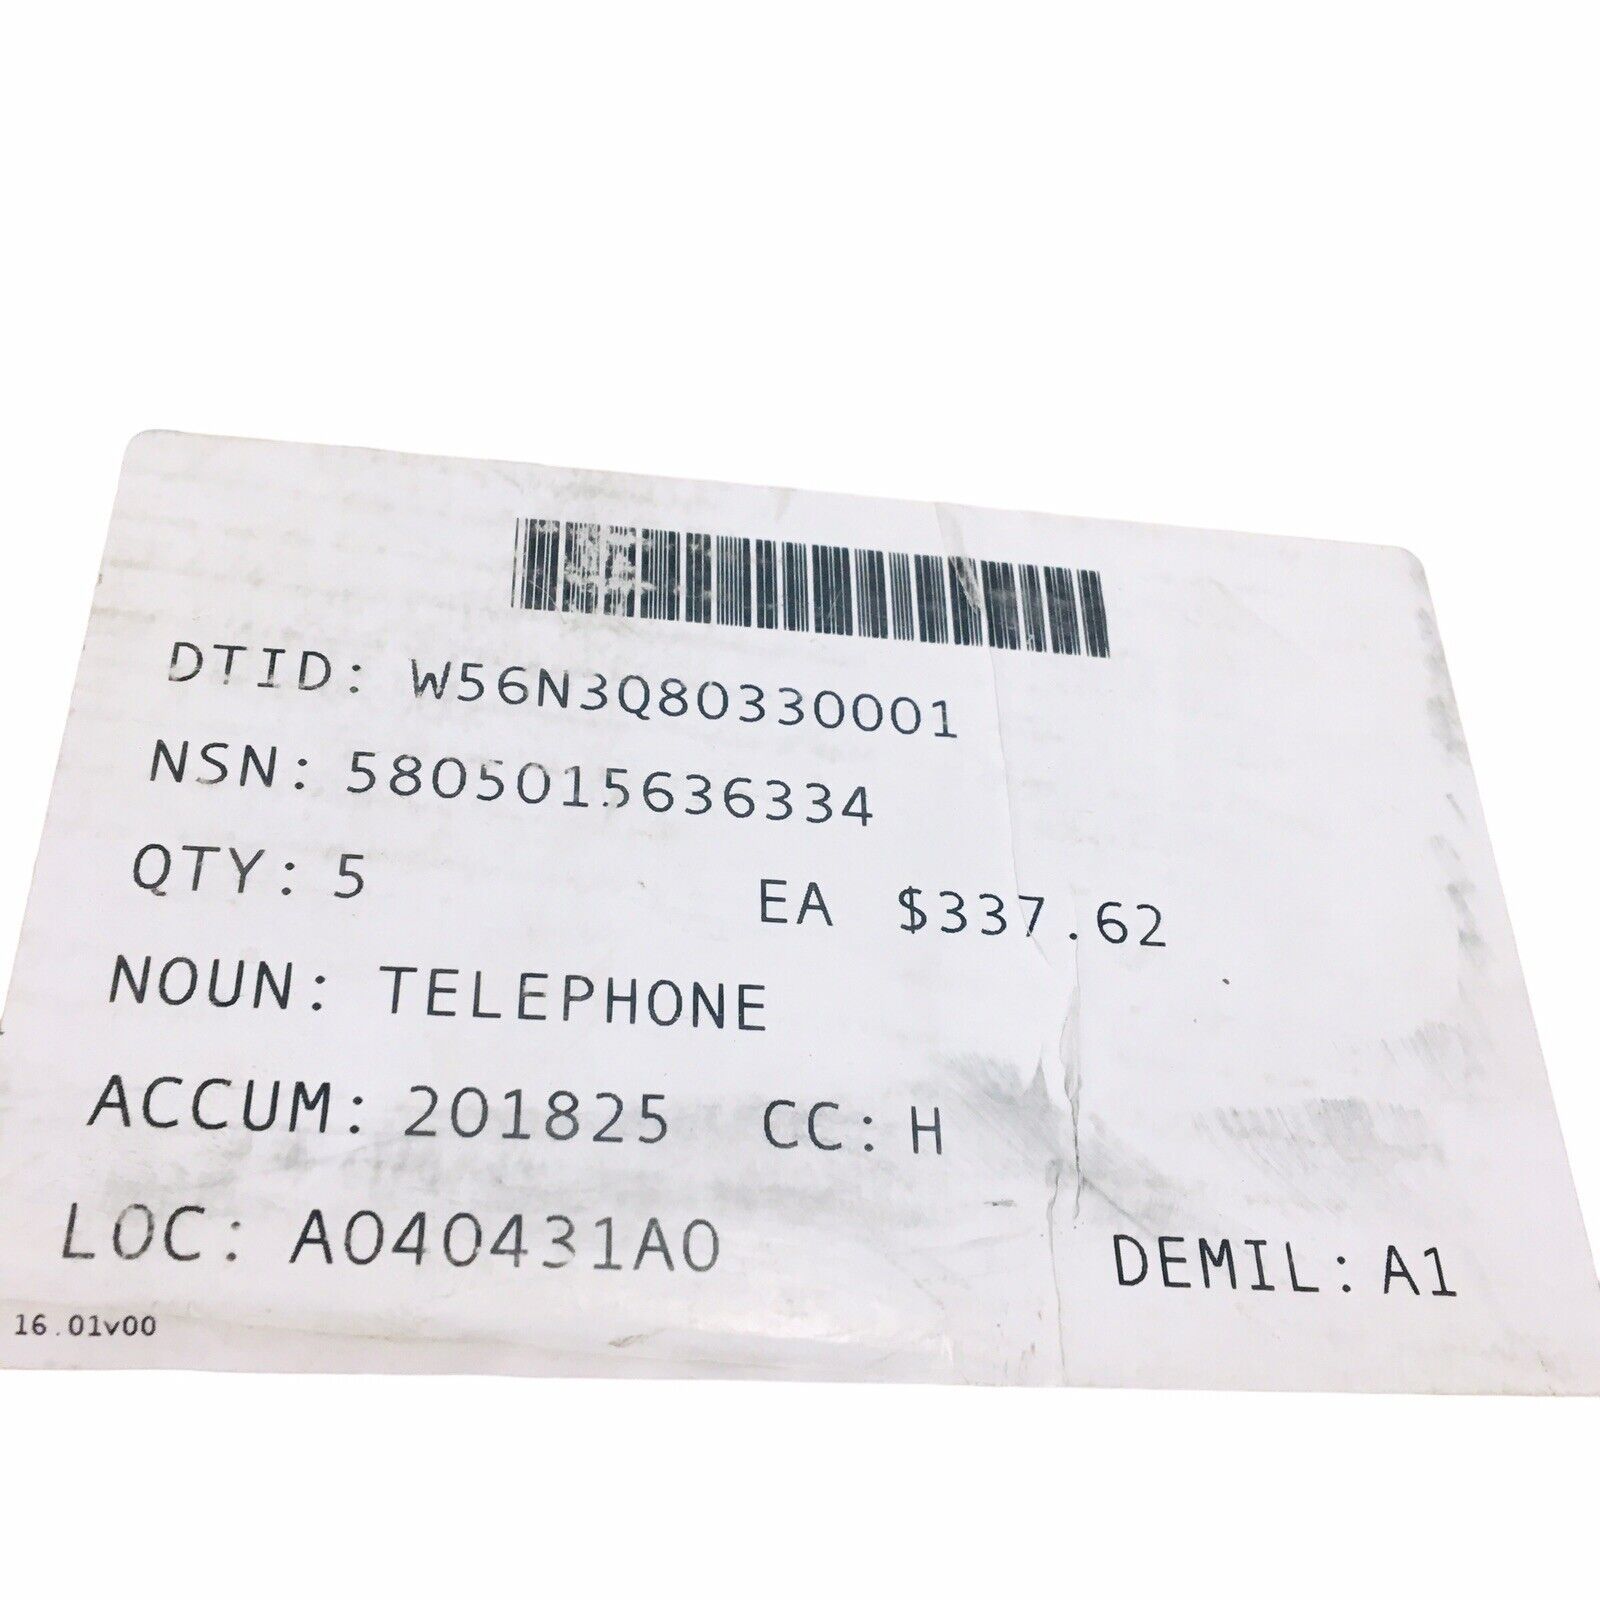 DTID: W56N3Q80330001
NSN: 5805015636334
QTY: 5 EA $337.62
NOUN: TELEPHONE
ACCUM: 201825 CC: H
LOC: A040431A0 DEMIL: A1
16.01v00